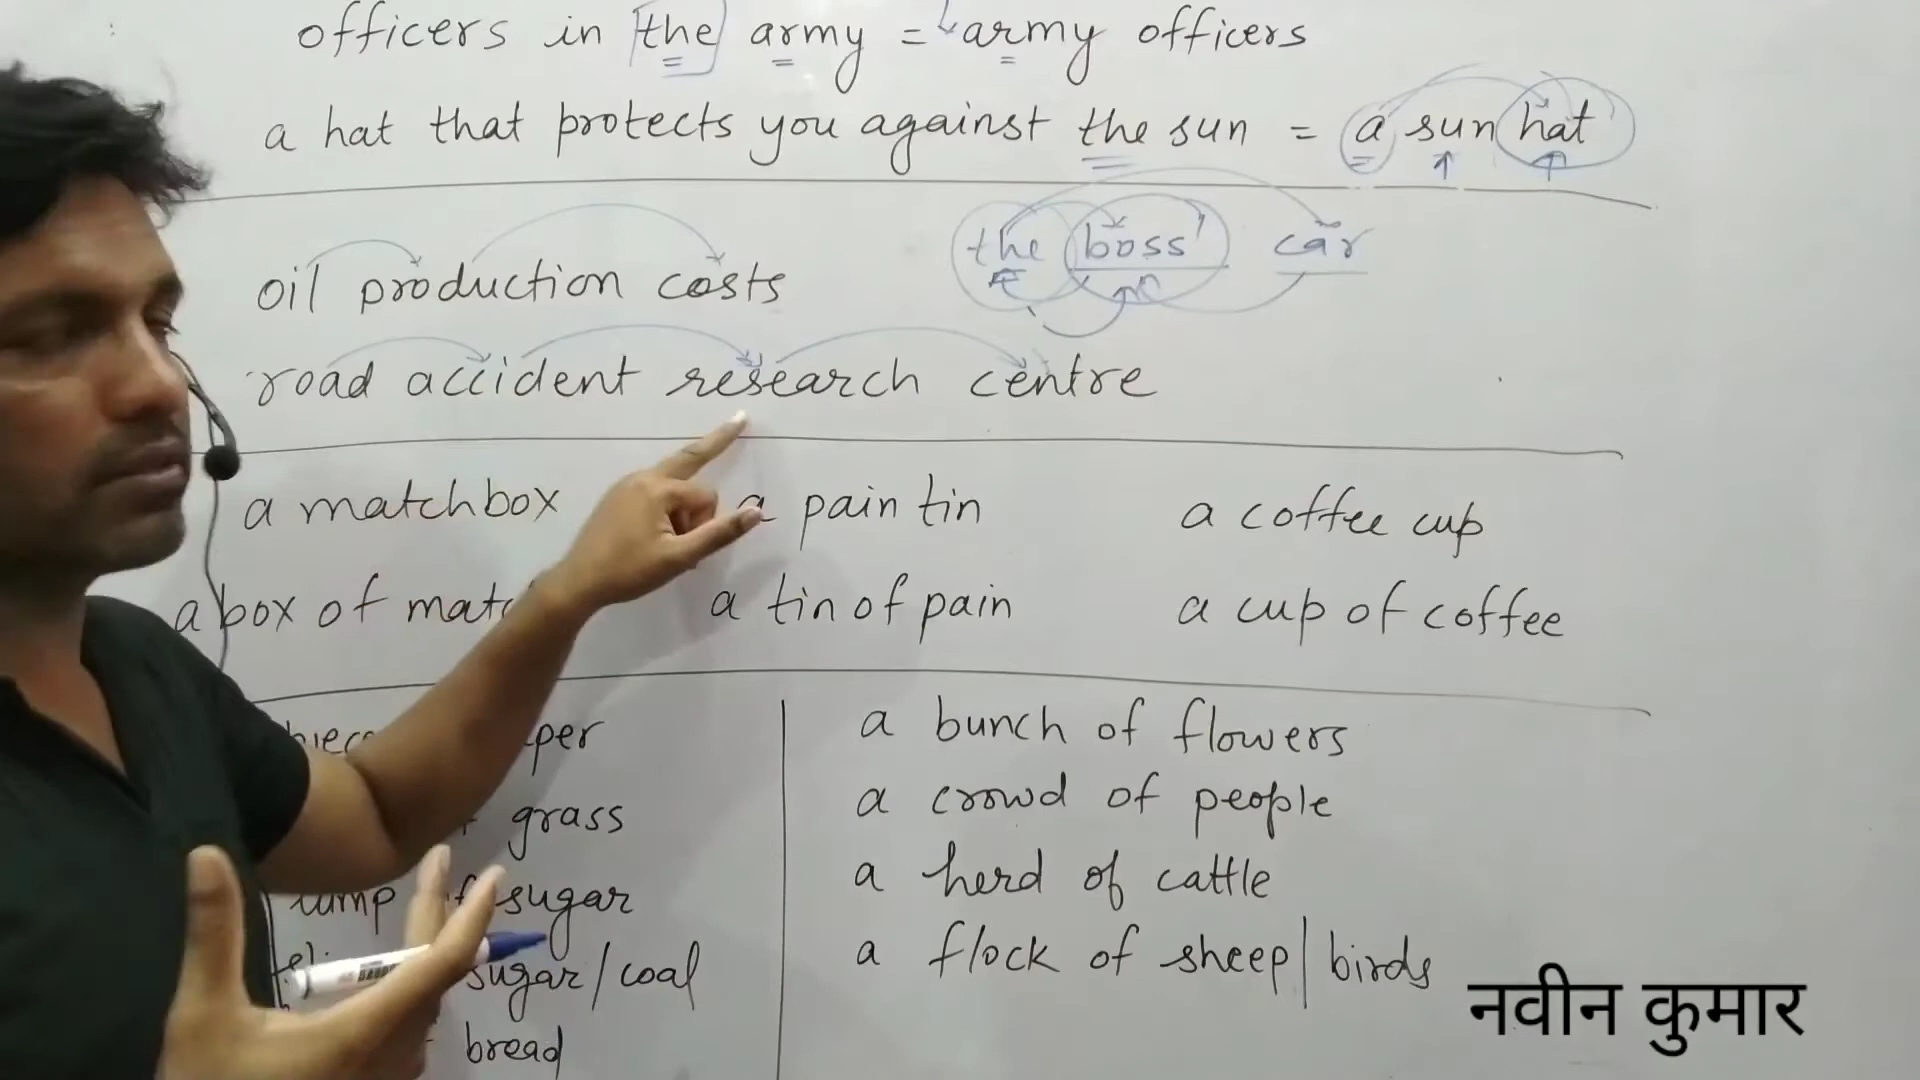 officers in the army = army officers
a hat that protects you against the sun = a sun hat
the boss' car
oil production costs
road accident research centre
a matchbox a pain tin a coffee cup
a box of a tin of pain a cup of coffee
a bunch of flowers
grass a crowd of people
lump of sugar a herd of cattle
sugar/coal a flock of sheep/birds
bread
नवीन कुमार